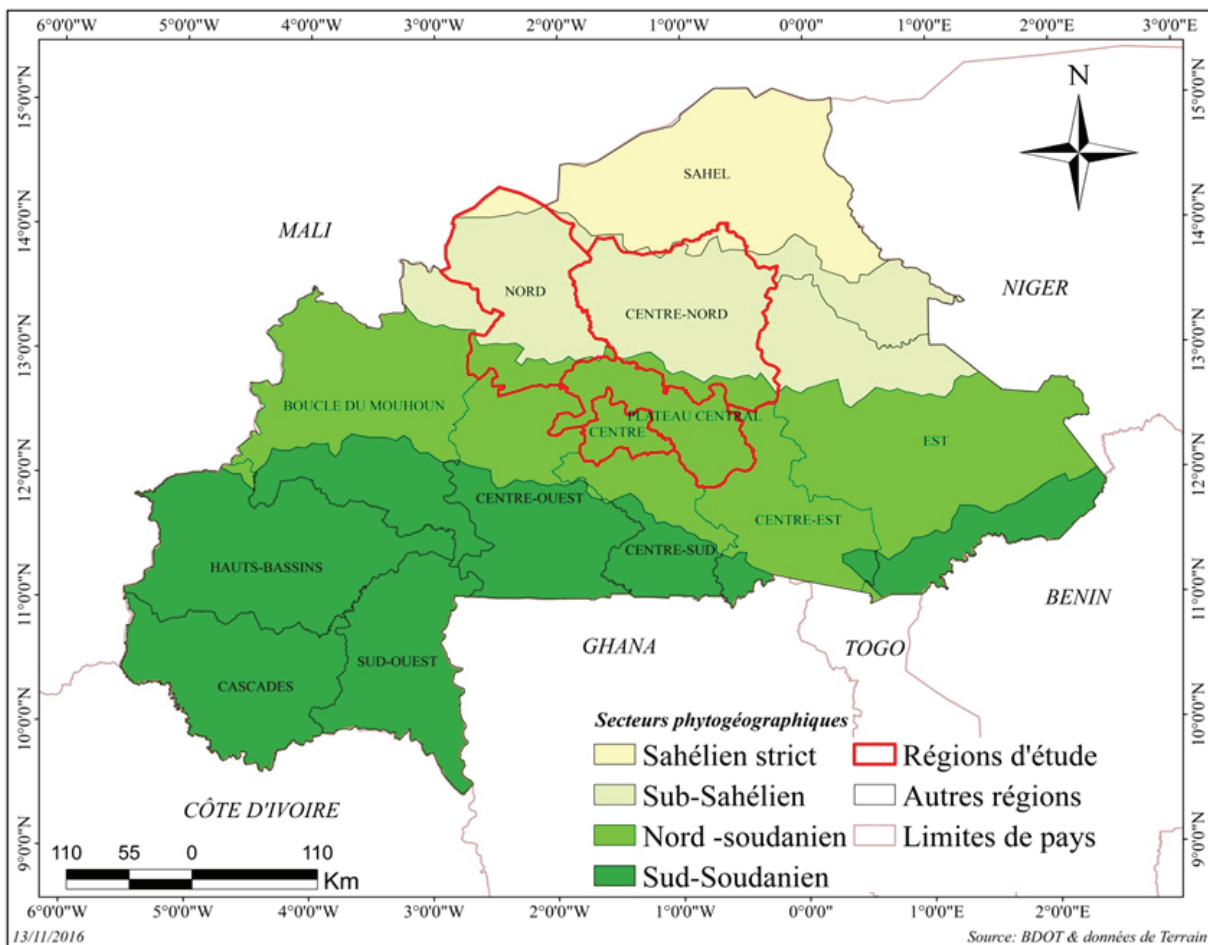 6°0'0"W 5°0'0"W 4°0'0"W 3°0'0"W 2°0'0"W 1°0'0"W 0°0'0" 1°0'0"E 2°0'0"E 3°0'0"E
15°0'0"N 15°0'0"N
N
SAHEL
14°0'0"N 14°0'0"N
MALI
NIGER
NORD
CENTRE-NORD
13°0'0"N 13°0'0"N
BOUCLE DU MOUHOUN
PLATEAU CENTRAL
CENTRE
EST
12°0'0"N 12°0'0"N
CENTRE-OUEST
CENTRE-EST
CENTRE-SUD
HAUTS-BASSINS
11°0'0"N 11°0'0"N
BENIN
GHANA
TOGO
SUD-OUEST
CASCADES
10°0'0"N 10°0'0"N
Secteurs phytogéographiques
Sahélien strict
Régions d'étude
Sub-Sahélien
Autres régions
Nord -soudanien
Limites de pays
Sud-Soudanien
CÔTE D'IVOIRE
9°0'0"N 9°0'0"N
110 55 0 110
Km
6°0'0"W 5°0'0"W 4°0'0"W 3°0'0"W 2°0'0"W 1°0'0"W 0°0'0" 1°0'0"E 2°0'0"E
13/11/2016
Source: BDOT & données de Terrain